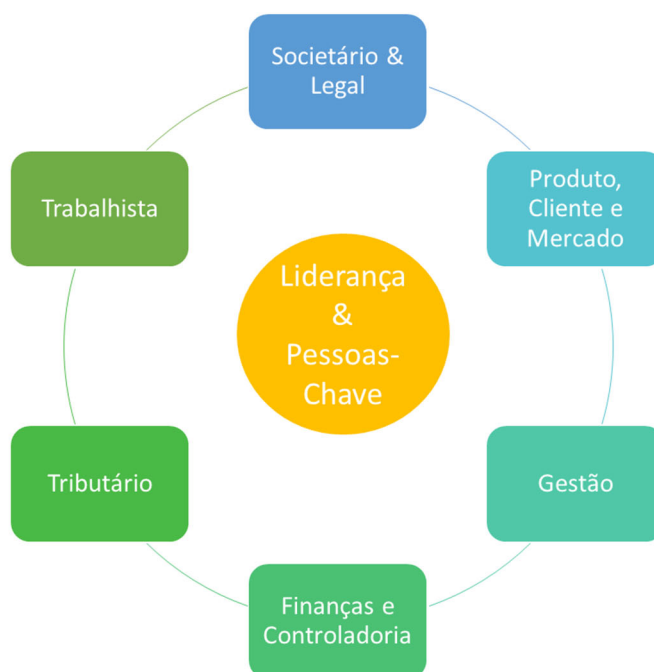 Societário &
Legal
Produto,
Cliente e
Mercado
Gestão
Finanças e
Controladoria
Tributário
Trabalhista
Liderança
&
Pessoas-
Chave